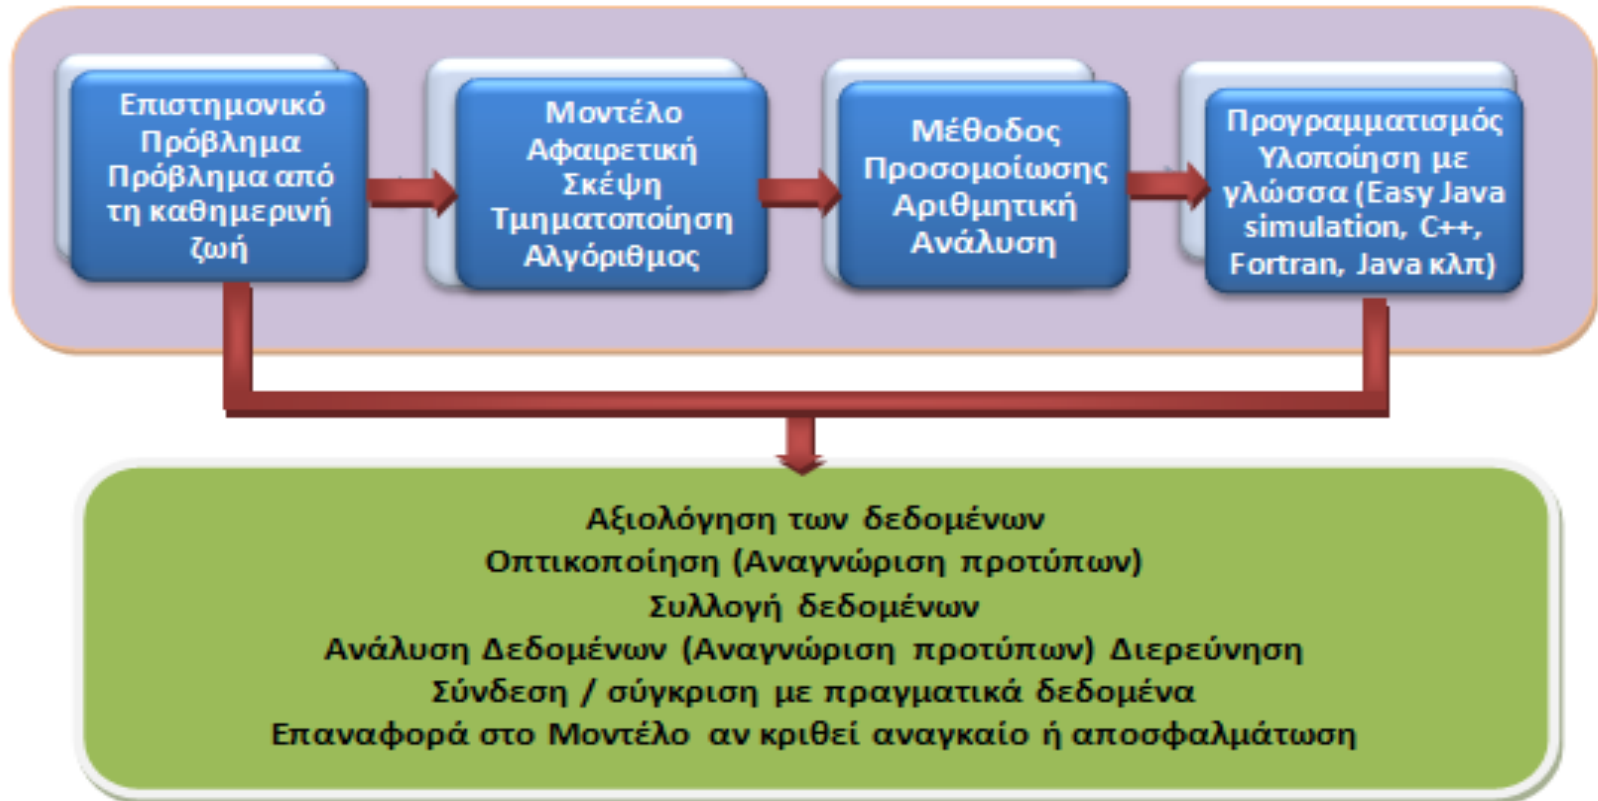 Επιστημονικό
Πρόβλημα
Πρόβλημα από
τη καθημερινή
ζωή
Μοντέλο
Αφαιρετική
Σκέψη
Τμηματοποίηση
Αλγόριθμος
Μέθοδος
Προσομοίωσης
Αριθμητική
Ανάλυση
Προγραμματισμός
Υλοποίηση με
γλώσσα (Easy Java
simulation, C++,
Fortran, Java κλπ)
Αξιολόγηση των δεδομένων
Οπτικοποίηση (Αναγνώριση προτύπων)
Συλλογή δεδομένων
Ανάλυση Δεδομένων (Αναγνώριση προτύπων) Διερεύνηση
Σύνδεση / σύγκριση με πραγματικά δεδομένα
Επαναφορά στο Μοντέλο αν κριθεί αναγκαίο ή αποσφαλμάτωση